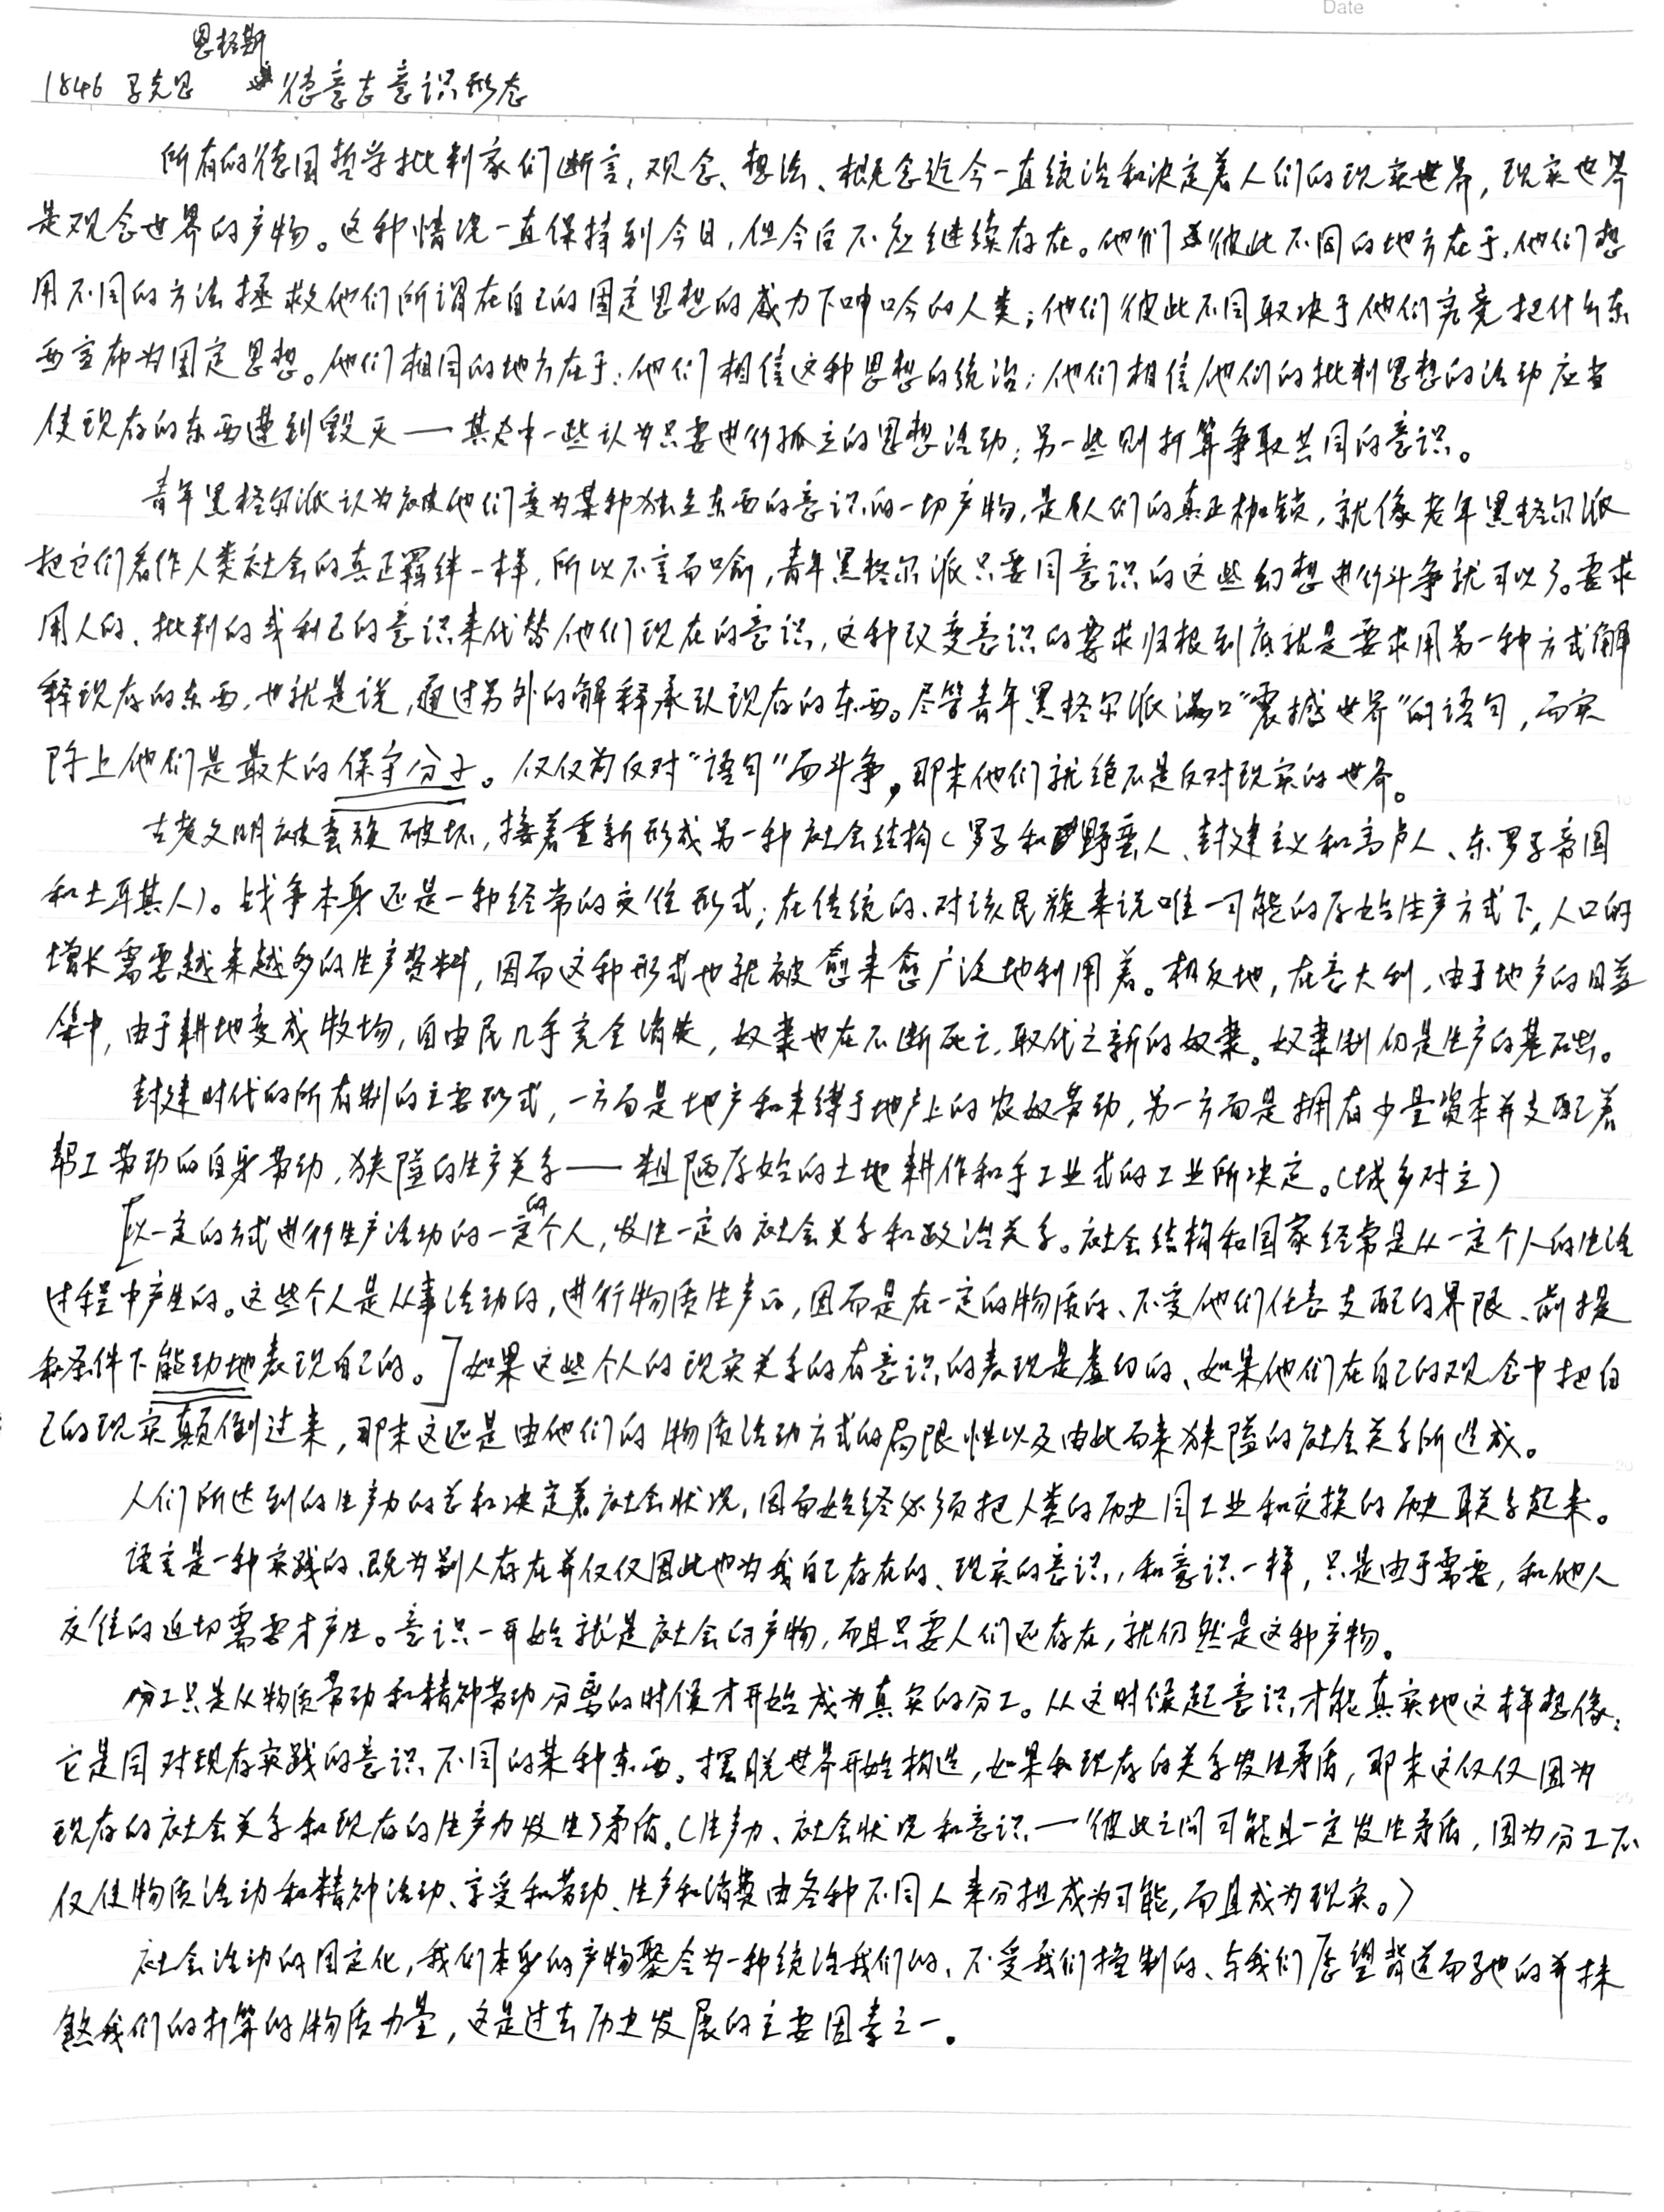 Date
恩格斯
1846 马克思 德意志意识形态
所有的德国哲学批判家们断言，观念、想法、概念迄今一直统治和决定着人们的现实世界，现实世界
是观念世界的产物。这种情况一直保持到今日，但今后不应继续存在。他们彼此不同的地方在于，他们想
用不同的方法拯救他们所谓在自己的固定思想的威力下呻吟的人类；他们彼此不同取决于他们究竟把什么东
西宣布为固定思想。他们相同的地方在于：他们相信这种思想的统治；他们相信他们的批判思想的活动应当
使现存的东西遭到毁灭——其中一些认为只要进行孤立的思想活动；另一些则打算争取共同的意识。
青年黑格尔派认为被他们变为某种独立东西的意识的一切产物，是人们的真正枷锁，就像老年黑格尔派
把它们看作人类社会的真正羁绊一样，所以不言而喻，青年黑格尔派只要同意识的这些幻想进行斗争就可以了。要求
用人的、批判的或利己的意识来代替他们现在的意识，这种改变意识的要求归根到底就是要求用另一种方式解
释现存的东西，也就是说，通过另外的解释承认现存的东西。尽管青年黑格尔派满口“震撼世界”的语句，而实
际上他们是最大的保守分子。仅仅为反对“语句”而斗争，那末他们就绝不是反对现实的世界。
古老文明被蛮族破坏，接着重新形成另一种社会结构（罗马和野蛮人、封建主义和高卢人、东罗马帝国
和土耳其人）。战争本身还是一种经常的交往形式；在传统的、对该民族来说唯一可能的原始生产方式下，人口的
增长需要越来越多的生产资料，因而这种形式也就被愈来愈广泛地利用着。相反地，在意大利，由于地产的日益
集中，由于耕地变成牧场，自由民几乎完全消失，奴隶也在不断死亡，取代之新的奴隶。奴隶制仍是生产的基础。
封建时代的所有制的主要形式，一方面是地产和束缚于地产上的农奴劳动，另一方面是拥有少量资本并支配着
帮工劳动的自身劳动，狭隘的生产关系——粗陋原始的土地耕作和手工业式的工业所决定。（城乡对立）
[以一定的方式进行生产活动的一定的个人，发生一定的社会关系和政治关系。社会结构和国家经常是从一定个人的生活
过程中产生的。这些个人是从事活动的，进行物质生产的，因而是在一定的物质的、不受他们任意支配的界限、前提
和条件下能动地表现自己的。]如果这些个人的现实关系的有意识的表现是虚幻的、如果他们在自己的观念中把自
己的现实颠倒过来，那末这还是由他们的物质活动方式的局限性以及由此而来狭隘的社会关系所造成。
人们所达到的生产力的总和决定着社会状况，因而始终必须把人类的历史同工业和交换的历史联系起来。
语言是一种实践的、既为别人存在并仅仅因此也为我自己存在的、现实的意识，和意识一样，只是由于需要，和他人
交往的迫切需要才产生。意识一开始就是社会的产物，而且只要人们还存在，就仍然是这种产物。
分工只是从物质劳动和精神劳动分离的时候才开始成为真实的分工。从这时候起意识才能真实地这样想像：
它是同对现存实践的意识不同的某种东西。摆脱世界开始构造，如果和现存的关系发生矛盾，那末这仅仅因为
现存的社会关系和现存的生产力发生了矛盾。（生产力、社会状况和意识——彼此之间可能且一定发生矛盾，因为分工不
仅使物质活动和精神活动、享受和劳动、生产和消费由各种不同人来分担成为可能，而且成为现实。）
社会活动的固定化，我们本身的产物聚合为一种统治我们的、不受我们控制的、与我们愿望背道而驰的并抹
煞我们的打算的物质力量，这是过去历史发展的主要因素之一。